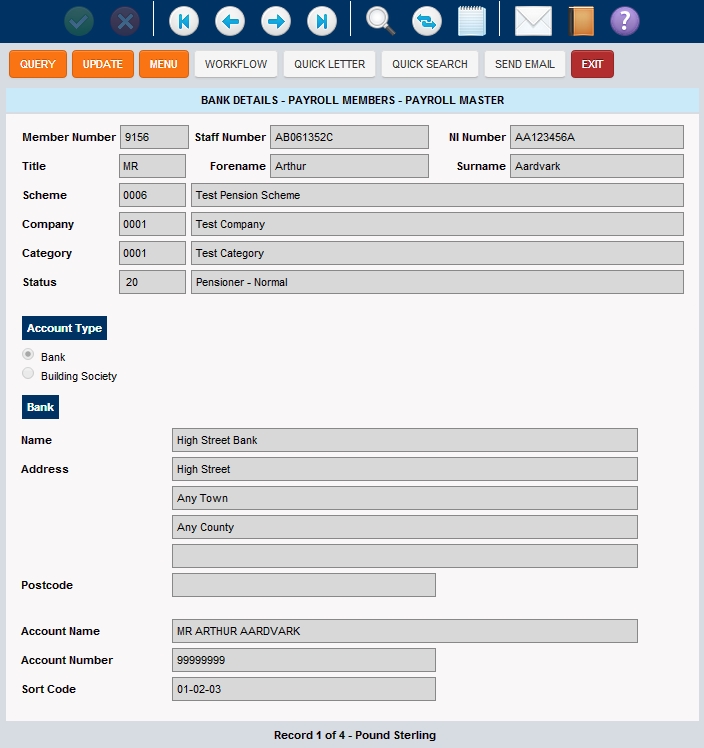 QUERY UPDATE MENU WORKFLOW QUICK LETTER QUICK SEARCH SEND EMAIL EXIT
BANK DETAILS - PAYROLL MEMBERS - PAYROLL MASTER
Member Number 9156 Staff Number AB061352C NI Number AA123456A
Title MR Forename Arthur Surname Aardvark
Scheme 0006 Test Pension Scheme
Company 0001 Test Company
Category 0001 Test Category
Status 20 Pensioner - Normal
Account Type
Bank
Building Society
Bank
Name High Street Bank
Address High Street
Any Town
Any County
Postcode
Account Name MR ARTHUR AARDVARK
Account Number 99999999
Sort Code 01-02-03
Record 1 of 4 - Pound Sterling